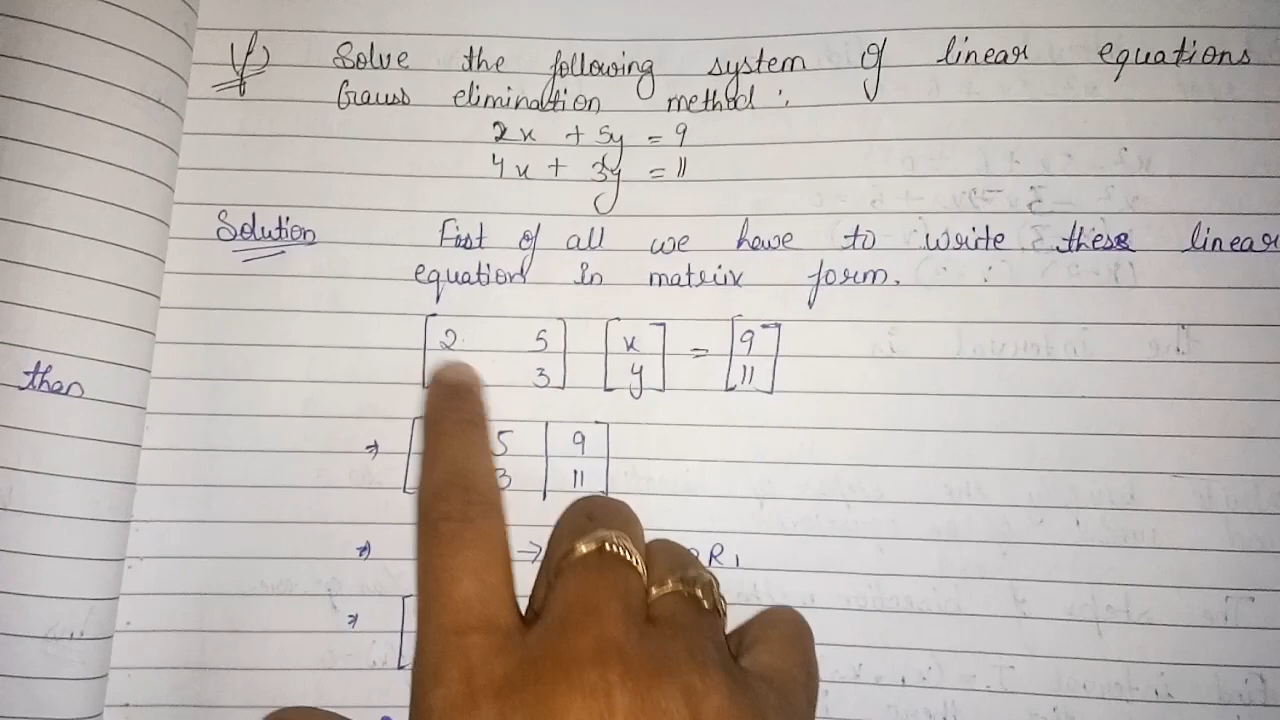 Solve the following system of linear equations
Gauss elimination method:
2x + 5y = 9
4x + 3y = 11
Solution First of all we have to write these linear
equation in matrix form.
[2 5] [x] = [9]
[ 3] [y] [11]
then
⇒ [ 5 | 9]
[ 3 | 11]
⇒ → R1
⇒ [